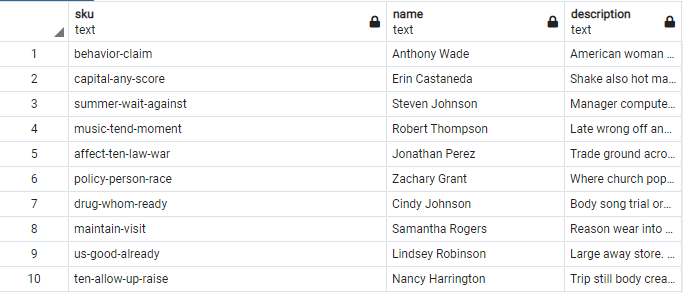 sku name description
text text text
1 behavior-claim Anthony Wade American woman ...
2 capital-any-score Erin Castaneda Shake also hot ma...
3 summer-wait-against Steven Johnson Manager compute...
4 music-tend-moment Robert Thompson Late wrong off an...
5 affect-ten-law-war Jonathan Perez Trade ground acro...
6 policy-person-race Zachary Grant Where church pop...
7 drug-whom-ready Cindy Johnson Body song trial or...
8 maintain-visit Samantha Rogers Reason wear into ...
9 us-good-already Lindsey Robinson Large away store. ...
10 ten-allow-up-raise Nancy Harrington Trip still body crea...